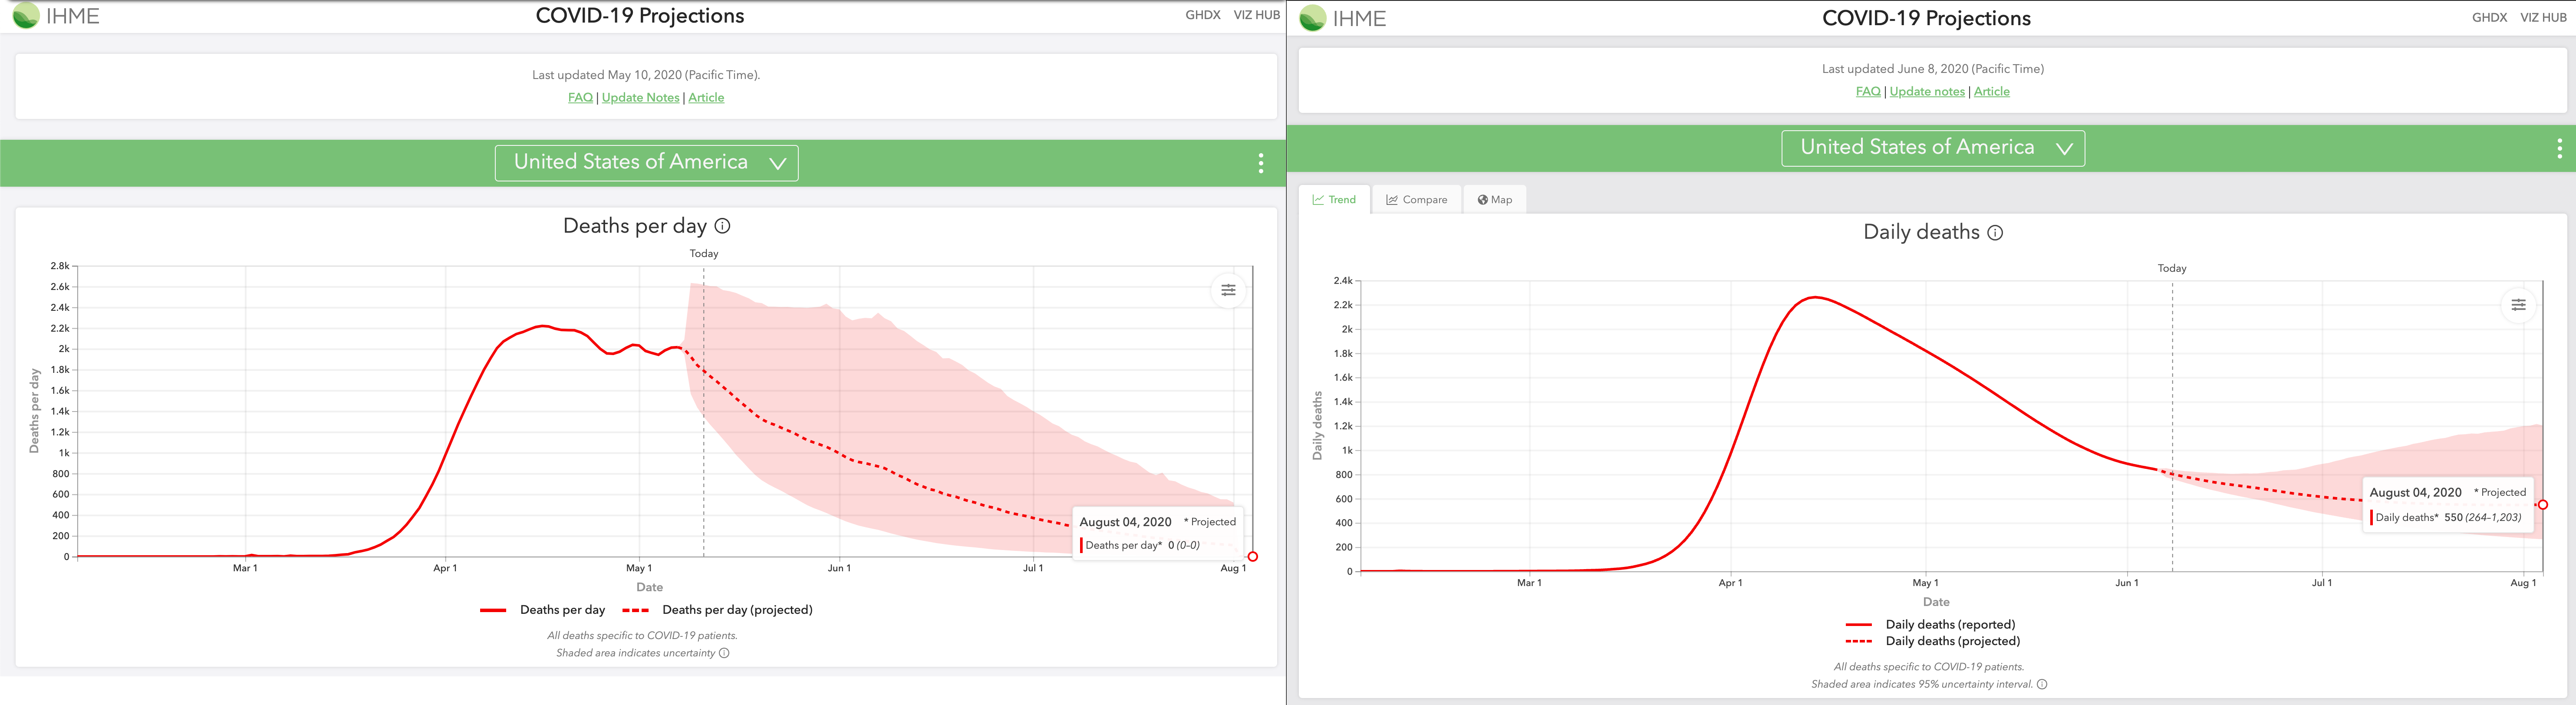 IHME
COVID-19 Projections
GHDX VIZ HUB
Last updated May 10, 2020 (Pacific Time).
FAQ | Update Notes | Article
United States of America
Deaths per day
Today
2.8k
2.6k
2.4k
2.2k
2k
1.8k
1.6k
1.4k
1.2k
1k
800
600
400
200
0
Deaths per day
August 04, 2020 * Projected
Deaths per day* 0 (0–0)
Mar 1 Apr 1 May 1 Jun 1 Jul 1 Aug 1
Date
Deaths per day Deaths per day (projected)
All deaths specific to COVID-19 patients.
Shaded area indicates uncertainty
IHME
COVID-19 Projections
GHDX VIZ HUB
Last updated June 8, 2020 (Pacific Time)
FAQ | Update notes | Article
United States of America
Trend Compare Map
Daily deaths
Today
2.4k
2.2k
2k
1.8k
1.6k
1.4k
1.2k
1k
800
600
400
200
0
Daily deaths
August 04, 2020 * Projected
Daily deaths* 550 (264–1,203)
Mar 1 Apr 1 May 1 Jun 1 Jul 1 Aug 1
Date
Daily deaths (reported)
Daily deaths (projected)
All deaths specific to COVID-19 patients.
Shaded area indicates 95% uncertainty interval.